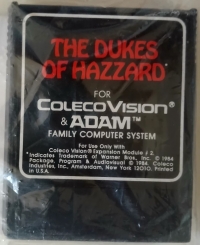 THE DUKES
OF HAZZARD
FOR
COLECOVISION®
& ADAM™
FAMILY COMPUTER SYSTEM
For Use Only With
Coleco Vision® Expansion Module # 2.
*Indicates Trademark of Warner Bros., Inc. © 1984
Package, Program & Audiovisual © 1984 Coleco
Industries, Inc., Amsterdam, New York 12010. Printed
in U.S.A.